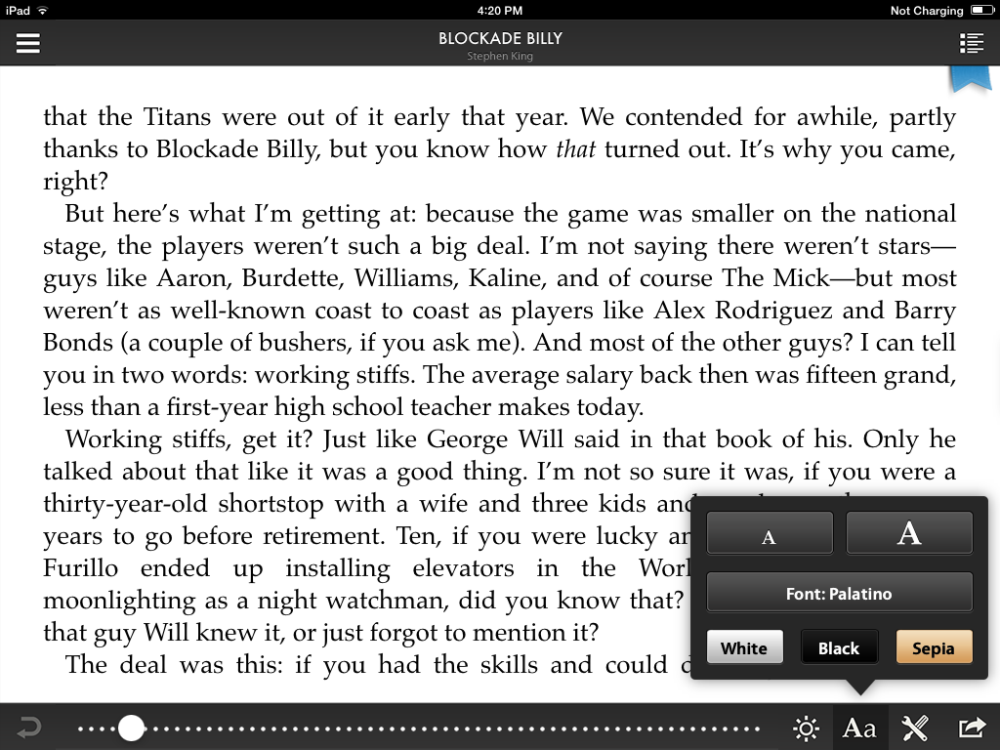 iPad 4:20 PM Not Charging
BLOCKADE BILLY
Stephen King
that the Titans were out of it early that year. We contended for awhile, partly
thanks to Blockade Billy, but you know how that turned out. It’s why you came,
right?
But here’s what I’m getting at: because the game was smaller on the national
stage, the players weren’t such a big deal. I’m not saying there weren’t stars—
guys like Aaron, Burdette, Williams, Kaline, and of course The Mick—but most
weren’t as well-known coast to coast as players like Alex Rodriguez and Barry
Bonds (a couple of bushers, if you ask me). And most of the other guys? I can tell
you in two words: working stiffs. The average salary back then was fifteen grand,
less than a first-year high school teacher makes today.
Working stiffs, get it? Just like George Will said in that book of his. Only he
talked about that like it was a good thing. I’m not so sure it was, if you were a
thirty-year-old shortstop with a wife and three kids and
years to go before retirement. Ten, if you were lucky
Furillo ended up installing elevators in the
moonlighting as a night watchman, did you know that?
that guy Will knew it, or just forgot to mention it?
The deal was this: if you had the skills and could
A A
Font: Palatino
White Black Sepia
Aa